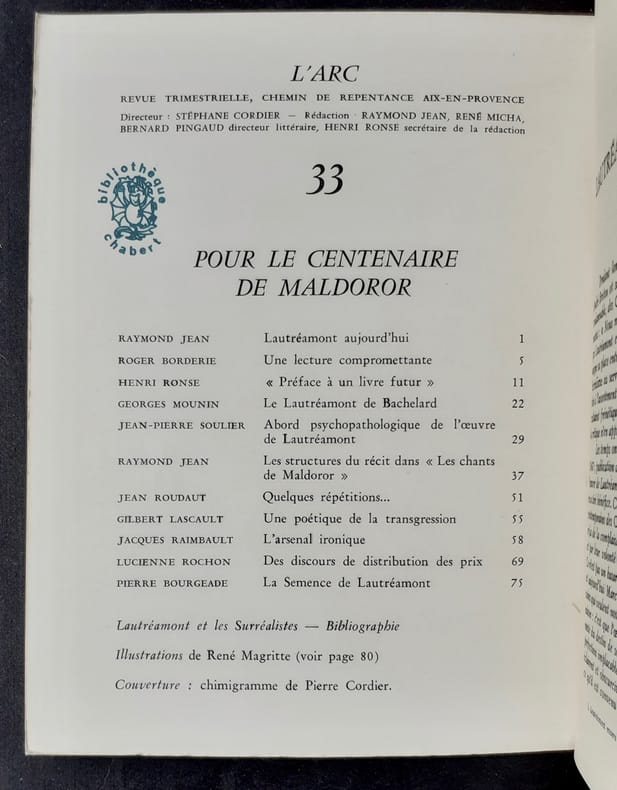 L'ARC
REVUE TRIMESTRIELLE, CHEMIN DE REPENTANCE AIX-EN-PROVENCE
Directeur : STÉPHANE CORDIER — Rédaction : RAYMOND JEAN, RENÉ MICHA,
BERNARD PINGAUD directeur littéraire, HENRI RONSE secrétaire de la rédaction
33
bibliothèque
chabert
POUR LE CENTENAIRE
DE MALDOROR
RAYMOND JEAN Lautréamont aujourd'hui 1
ROGER BORDERIE Une lecture compromettante 5
HENRI RONSE « Préface à un livre futur » 11
GEORGES MOUNIN Le Lautréamont de Bachelard 22
JEAN-PIERRE SOULIER Abord psychopathologique de l'œuvre
de Lautréamont 29
RAYMOND JEAN Les structures du récit dans « Les chants
de Maldoror » 37
JEAN ROUDAUT Quelques répétitions... 51
GILBERT LASCAULT Une poétique de la transgression 55
JACQUES RAIMBAULT L'arsenal ironique 58
LUCIENNE ROCHON Des discours de distribution des prix 69
PIERRE BOURGEADE La Semence de Lautréamont 75
Lautréamont et les Surréalistes — Bibliographie
Illustrations de René Magritte (voir page 80)
Couverture : chimigramme de Pierre Cordier.